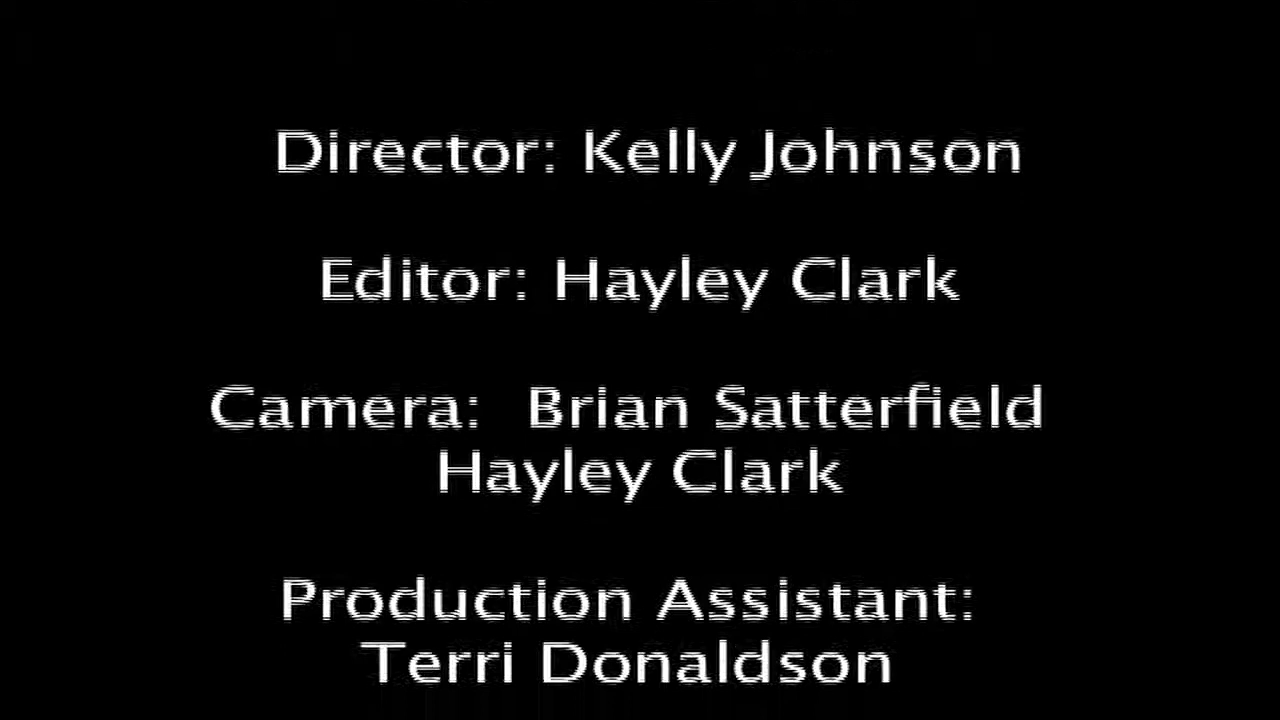 Director: Kelly Johnson
Editor: Hayley Clark
Camera:  Brian Satterfield
Hayley Clark
Production Assistant:
Terri Donaldson